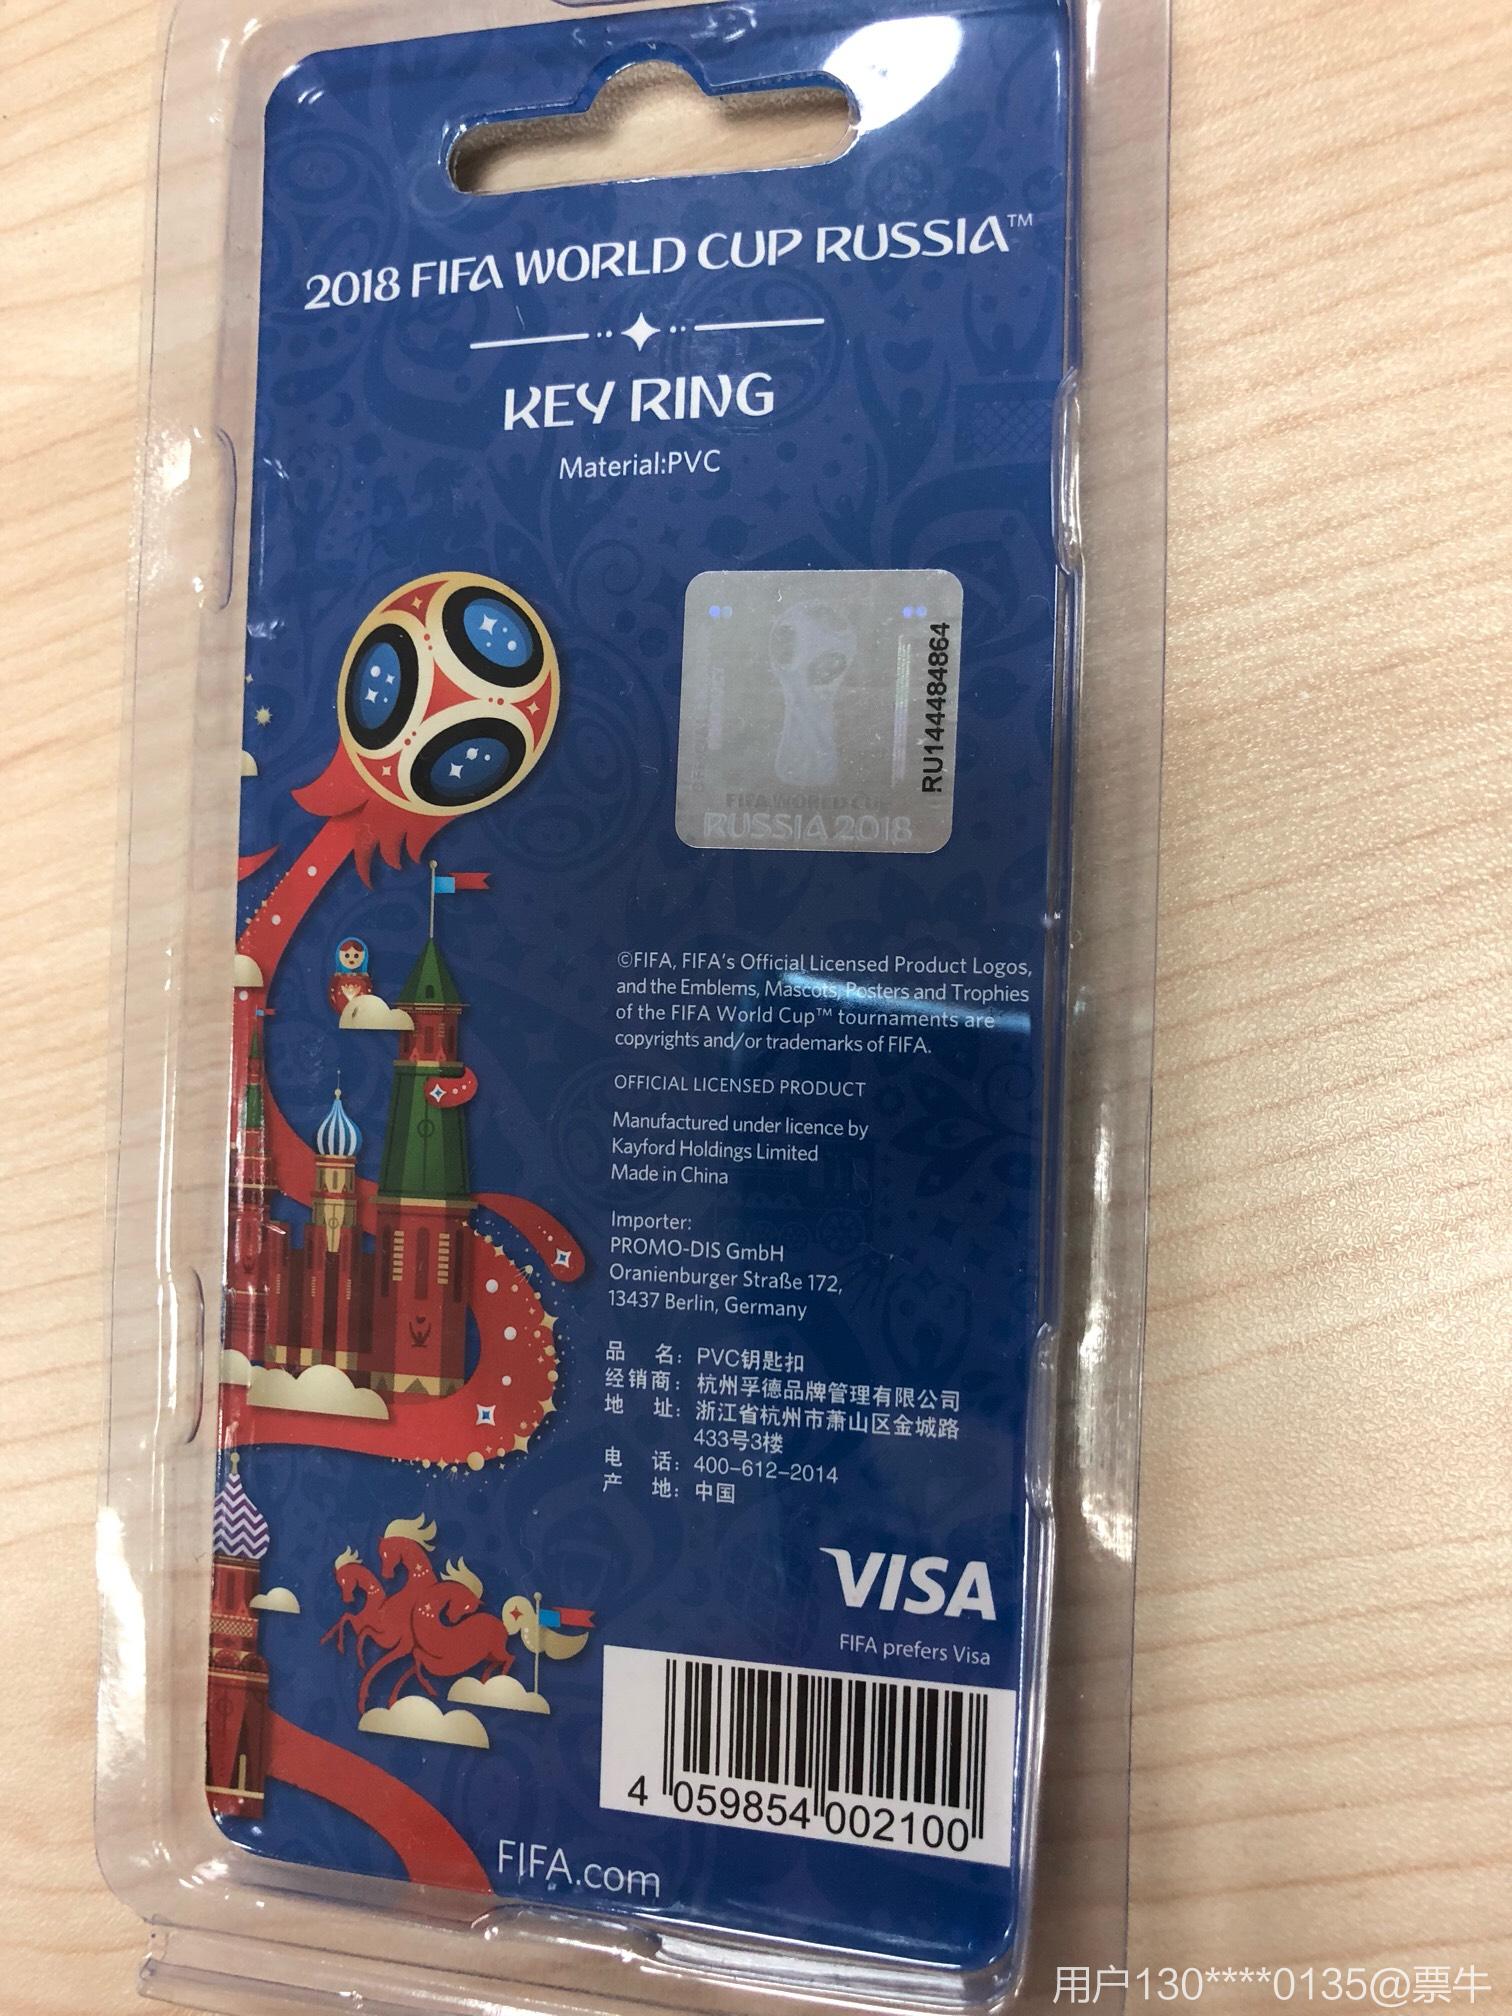 2018 FIFA WORLD CUP RUSSIA™
KEY RING
Material:PVC
RU14484864
FIFA WORLD CUP
RUSSIA 2018
©FIFA, FIFA's Official Licensed Product Logos,
and the Emblems, Mascots, Posters and Trophies
of the FIFA World Cup™ tournaments are
copyrights and/or trademarks of FIFA.
OFFICIAL LICENSED PRODUCT
Manufactured under licence by
Kayford Holdings Limited
Made in China
Importer:
PROMO-DIS GmbH
Oranienburger Straße 172,
13437 Berlin, Germany
品 名：PVC钥匙扣
经销商：杭州孚德品牌管理有限公司
地 址：浙江省杭州市萧山区金城路
433号3楼
电 话：400-612-2014
产 地：中国
VISA
FIFA prefers Visa
4 059854 002100
FIFA.com
用户130****0135@票牛